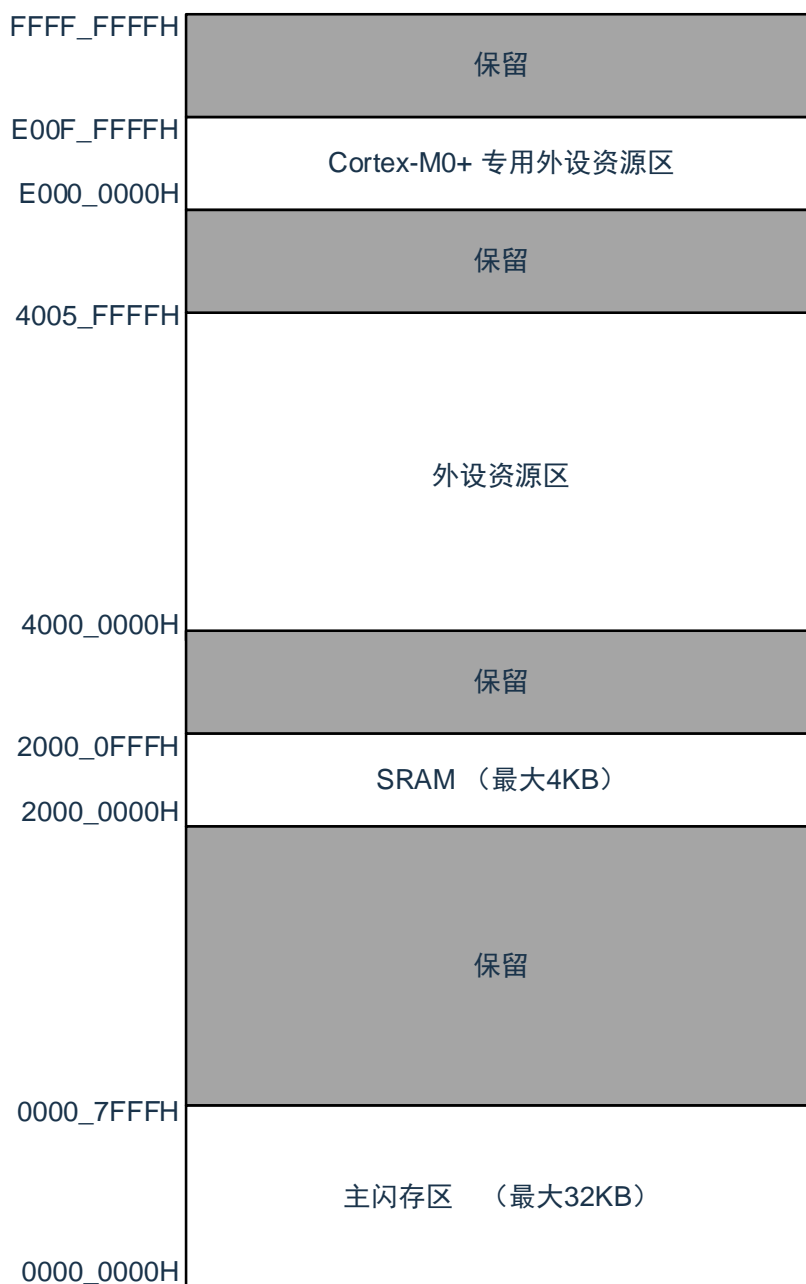 FFFF_FFFFH
保留
E00F_FFFFH
Cortex-M0+ 专用外设资源区
E000_0000H
保留
4005_FFFFH
外设资源区
4000_0000H
保留
2000_0FFFH
SRAM （最大4KB）
2000_0000H
保留
0000_7FFFH
主闪存区 （最大32KB）
0000_0000H